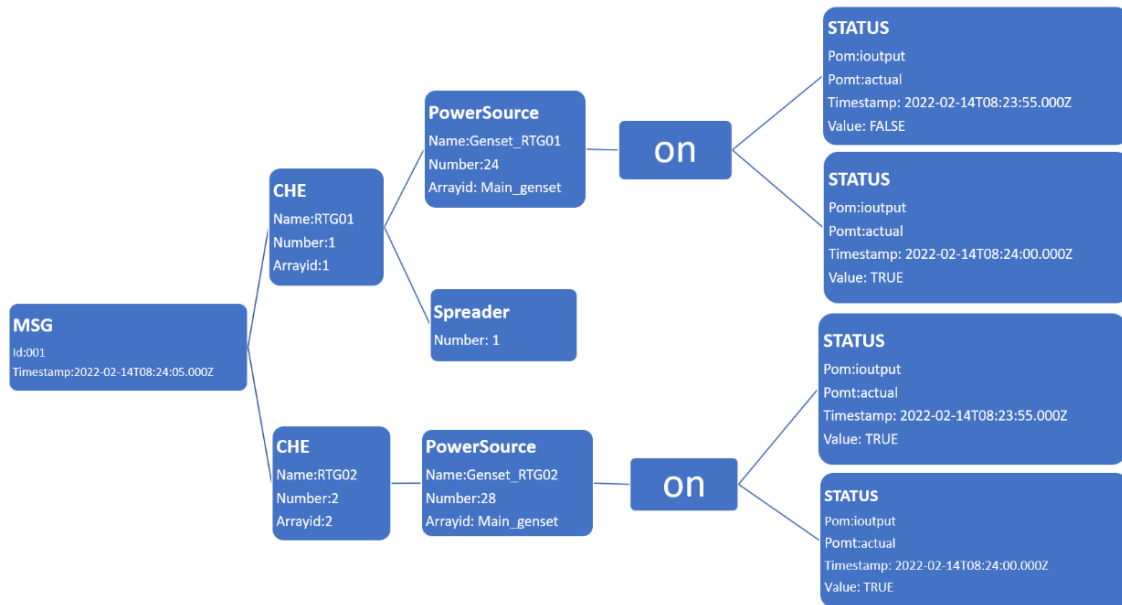 MSG
Id:001
Timestamp:2022-02-14T08:24:05.000Z
CHE
Name:RTG01
Number:1
Arrayid:1
PowerSource
Name:Genset_RTG01
Number:24
Arrayid: Main_genset
on
STATUS
Pom:ioutput
Pomt:actual
Timestamp: 2022-02-14T08:23:55.000Z
Value: FALSE
STATUS
Pom:ioutput
Pomt:actual
Timestamp: 2022-02-14T08:24:00.000Z
Value: TRUE
Spreader
Number: 1
CHE
Name:RTG02
Number:2
Arrayid:2
PowerSource
Name:Genset_RTG02
Number:28
Arrayid: Main_genset
on
STATUS
Pom:ioutput
Pomt:actual
Timestamp: 2022-02-14T08:23:55.000Z
Value: TRUE
STATUS
Pom:ioutput
Pomt:actual
Timestamp: 2022-02-14T08:24:00.000Z
Value: TRUE